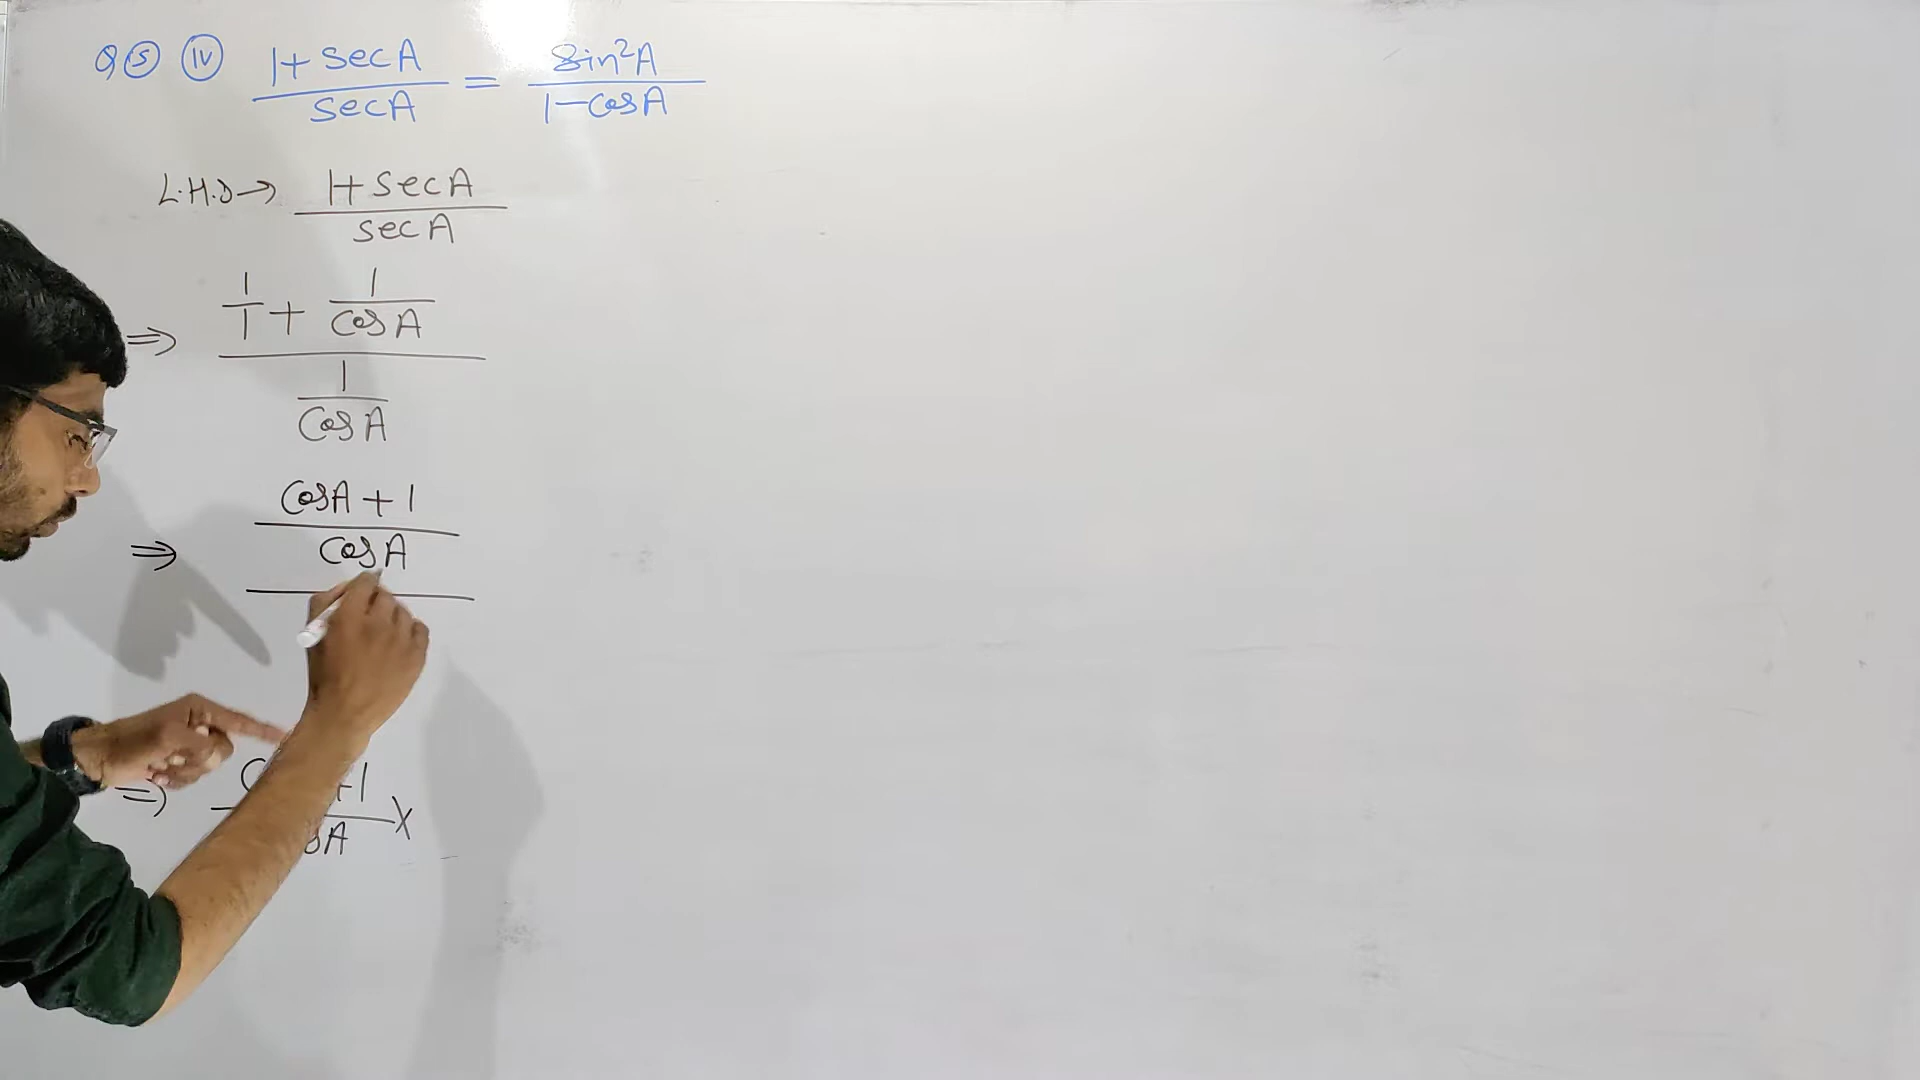 Q(5) (iv) (1+secA)/(secA) = (sin²A)/(1-cosA)
L.H.S→ (1+secA)/(secA)
⇒ (1/1 + 1/cosA)/(1/cosA)
⇒ (cosA+1)/(cosA)
⇒ +1 A ×